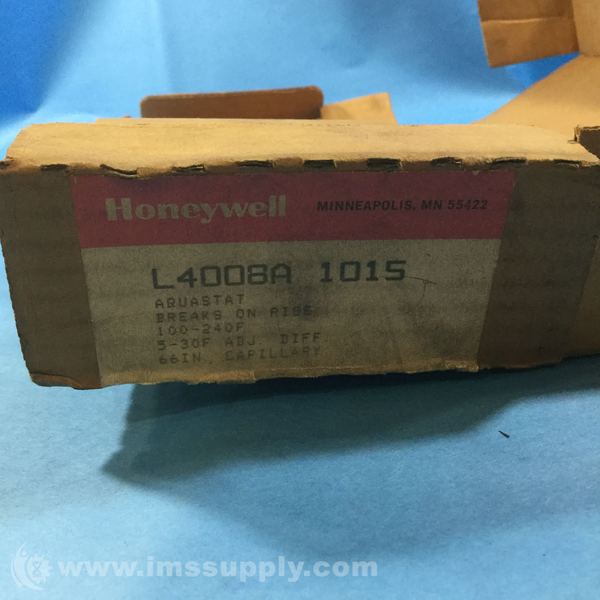 Honeywell MINNEAPOLIS, MN 55422
L4008A 1015
AQUASTAT
BREAKS ON RISE
100-240F
5-30F ADJ. DIFF.
66IN. CAPILLARY
www.imssupply.com